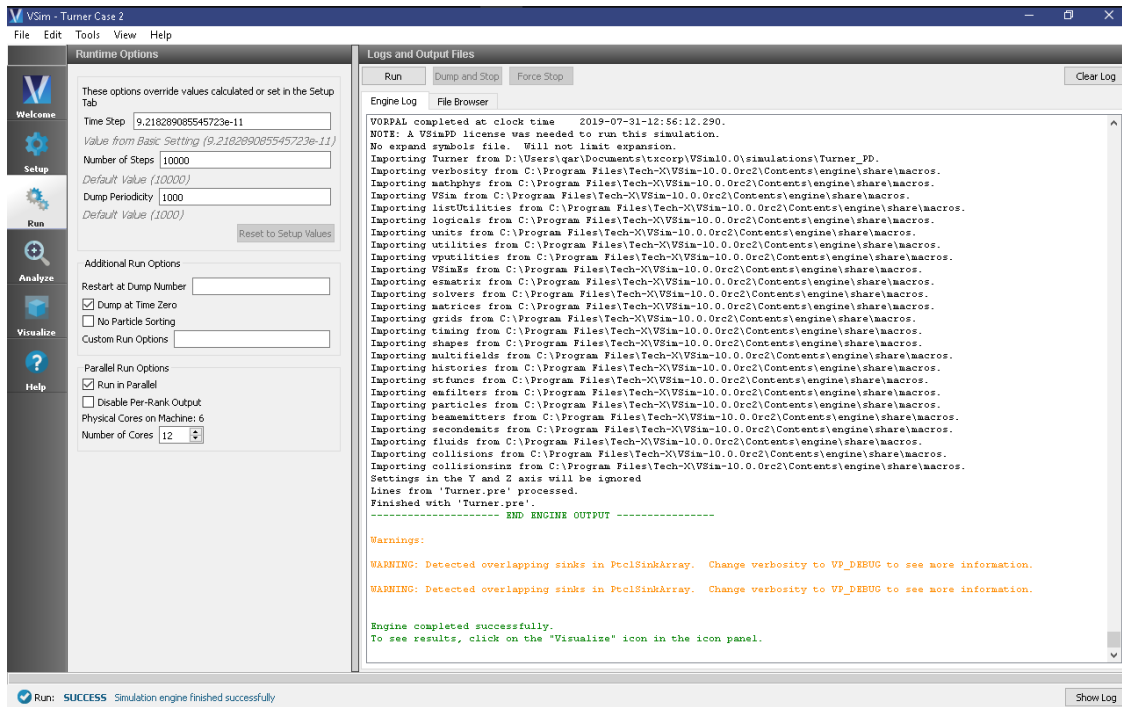 VSim - Turner Case 2
File Edit Tools View Help
Welcome
Setup
Run
Analyze
Visualize
Help
Runtime Options
These options override values calculated or set in the Setup
Tab
Time Step 9.218289085545723e-11
Value from Basic Setting (9.218289085545723e-11)
Number of Steps 10000
Default Value (10000)
Dump Periodicity 1000
Default Value (1000)
Reset to Setup Values
Additional Run Options
Restart at Dump Number
Dump at Time Zero
No Particle Sorting
Custom Run Options
Parallel Run Options
Run in Parallel
Disable Per-Rank Output
Physical Cores on Machine: 6
Number of Cores 12
Logs and Output Files
Run Dump and Stop Force Stop Clear Log
Engine Log File Browser
VORPAL completed at clock time 2019-07-31-12:56:12.290.
NOTE: A VSimPD license was needed to run this simulation.
No expand symbols file. Will not limit expansion.
Importing Turner from D:\Users\qar\Documents\txcorp\VSim10.0\simulations\Turner_PD.
Importing verbosity from C:\Program Files\Tech-X\VSim-10.0.0rc2\Contents\engine\share\macros.
Importing mathphys from C:\Program Files\Tech-X\VSim-10.0.0rc2\Contents\engine\share\macros.
Importing VSim from C:\Program Files\Tech-X\VSim-10.0.0rc2\Contents\engine\share\macros.
Importing listUtilities from C:\Program Files\Tech-X\VSim-10.0.0rc2\Contents\engine\share\macros.
Importing logicals from C:\Program Files\Tech-X\VSim-10.0.0rc2\Contents\engine\share\macros.
Importing units from C:\Program Files\Tech-X\VSim-10.0.0rc2\Contents\engine\share\macros.
Importing utilities from C:\Program Files\Tech-X\VSim-10.0.0rc2\Contents\engine\share\macros.
Importing vputilities from C:\Program Files\Tech-X\VSim-10.0.0rc2\Contents\engine\share\macros.
Importing VSimEs from C:\Program Files\Tech-X\VSim-10.0.0rc2\Contents\engine\share\macros.
Importing esmatrix from C:\Program Files\Tech-X\VSim-10.0.0rc2\Contents\engine\share\macros.
Importing solvers from C:\Program Files\Tech-X\VSim-10.0.0rc2\Contents\engine\share\macros.
Importing matrices from C:\Program Files\Tech-X\VSim-10.0.0rc2\Contents\engine\share\macros.
Importing grids from C:\Program Files\Tech-X\VSim-10.0.0rc2\Contents\engine\share\macros.
Importing timing from C:\Program Files\Tech-X\VSim-10.0.0rc2\Contents\engine\share\macros.
Importing shapes from C:\Program Files\Tech-X\VSim-10.0.0rc2\Contents\engine\share\macros.
Importing multifields from C:\Program Files\Tech-X\VSim-10.0.0rc2\Contents\engine\share\macros.
Importing histories from C:\Program Files\Tech-X\VSim-10.0.0rc2\Contents\engine\share\macros.
Importing stfuncs from C:\Program Files\Tech-X\VSim-10.0.0rc2\Contents\engine\share\macros.
Importing emfilters from C:\Program Files\Tech-X\VSim-10.0.0rc2\Contents\engine\share\macros.
Importing particles from C:\Program Files\Tech-X\VSim-10.0.0rc2\Contents\engine\share\macros.
Importing beamemitters from C:\Program Files\Tech-X\VSim-10.0.0rc2\Contents\engine\share\macros.
Importing secondemits from C:\Program Files\Tech-X\VSim-10.0.0rc2\Contents\engine\share\macros.
Importing fluids from C:\Program Files\Tech-X\VSim-10.0.0rc2\Contents\engine\share\macros.
Importing collisions from C:\Program Files\Tech-X\VSim-10.0.0rc2\Contents\engine\share\macros.
Importing collisionsinz from C:\Program Files\Tech-X\VSim-10.0.0rc2\Contents\engine\share\macros.
Settings in the Y and Z axis will be ignored
Lines from 'Turner.pre' processed.
Finished with 'Turner.pre'.
--------------------- END ENGINE OUTPUT ----------------
Warnings:
WARNING: Detected overlapping sinks in PtclSinkArray. Change verbosity to VP_DEBUG to see more information.
WARNING: Detected overlapping sinks in PtclSinkArray. Change verbosity to VP_DEBUG to see more information.
Engine completed successfully.
To see results, click on the "Visualize" icon in the icon panel.
Run: SUCCESS Simulation engine finished successfully
Show Log